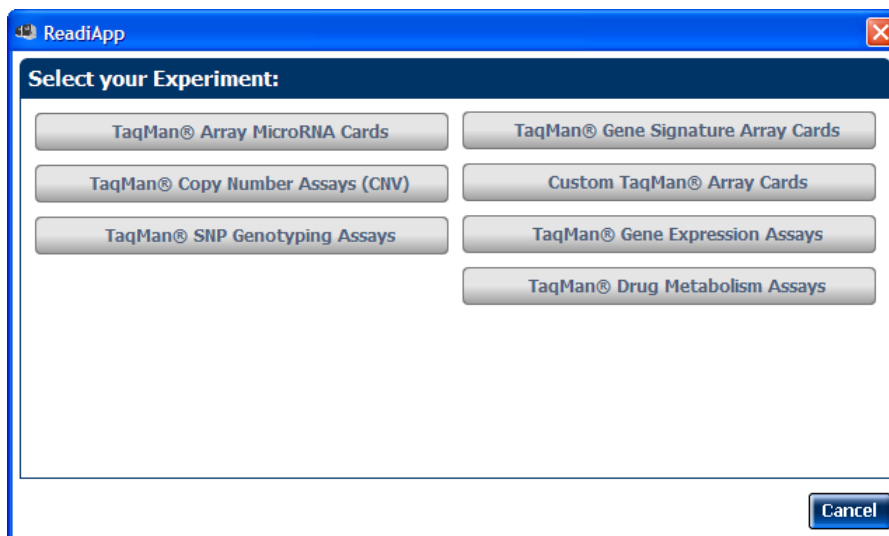 ReadiApp
Select your Experiment:
TaqMan® Array MicroRNA Cards
TaqMan® Copy Number Assays (CNV)
TaqMan® SNP Genotyping Assays
TaqMan® Gene Signature Array Cards
Custom TaqMan® Array Cards
TaqMan® Gene Expression Assays
TaqMan® Drug Metabolism Assays
Cancel